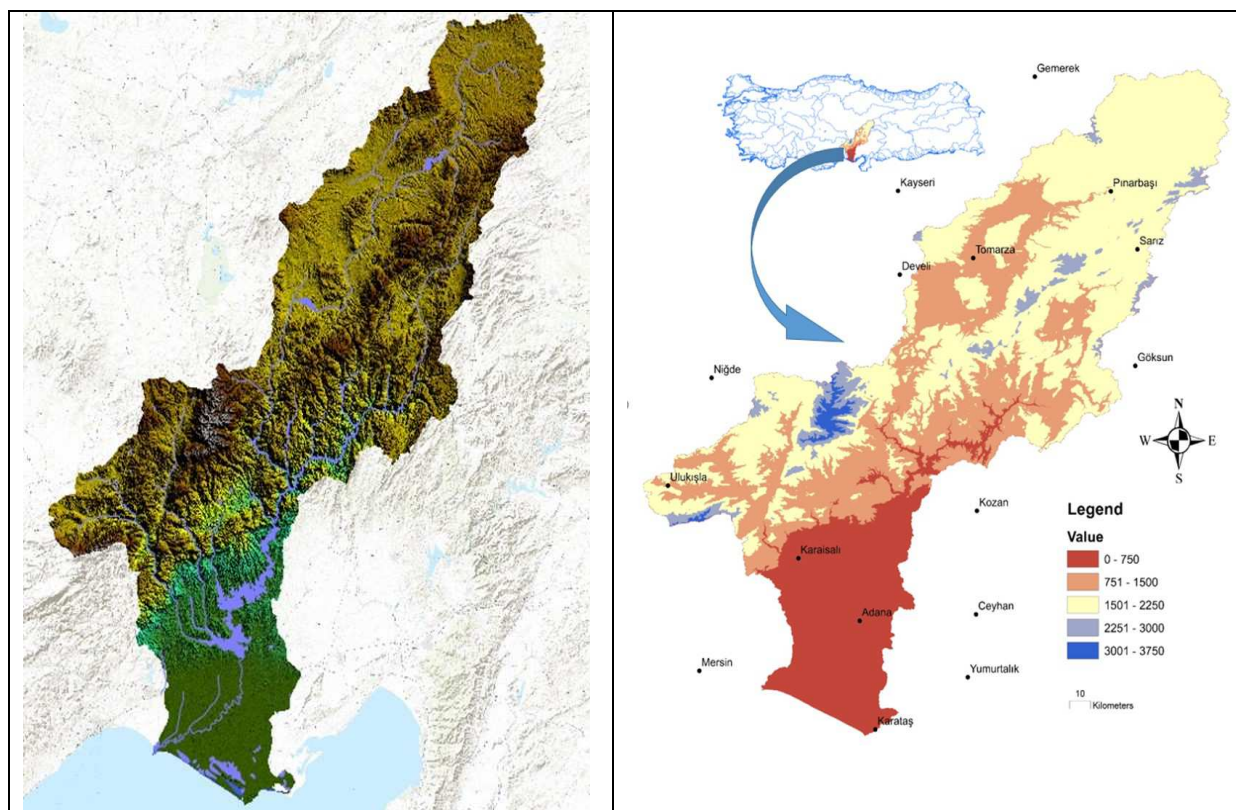 Gemerek
Kayseri
Pınarbaşı
Sarız
Tomarza
Develi
Göksun
Niğde
N
W
E
S
Ulukışla
Kozan
Legend
Value
Karaisalı
0 - 750
751 - 1500
1501 - 2250
2251 - 3000
3001 - 3750
Adana
Ceyhan
Mersin
Yumurtalık
10
Kilometers
Karataş